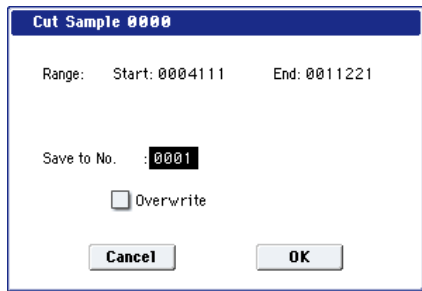 Cut Sample 0000
Range: Start: 0004111 End: 0011221
Save to No. : 0001
Overwrite
Cancel OK